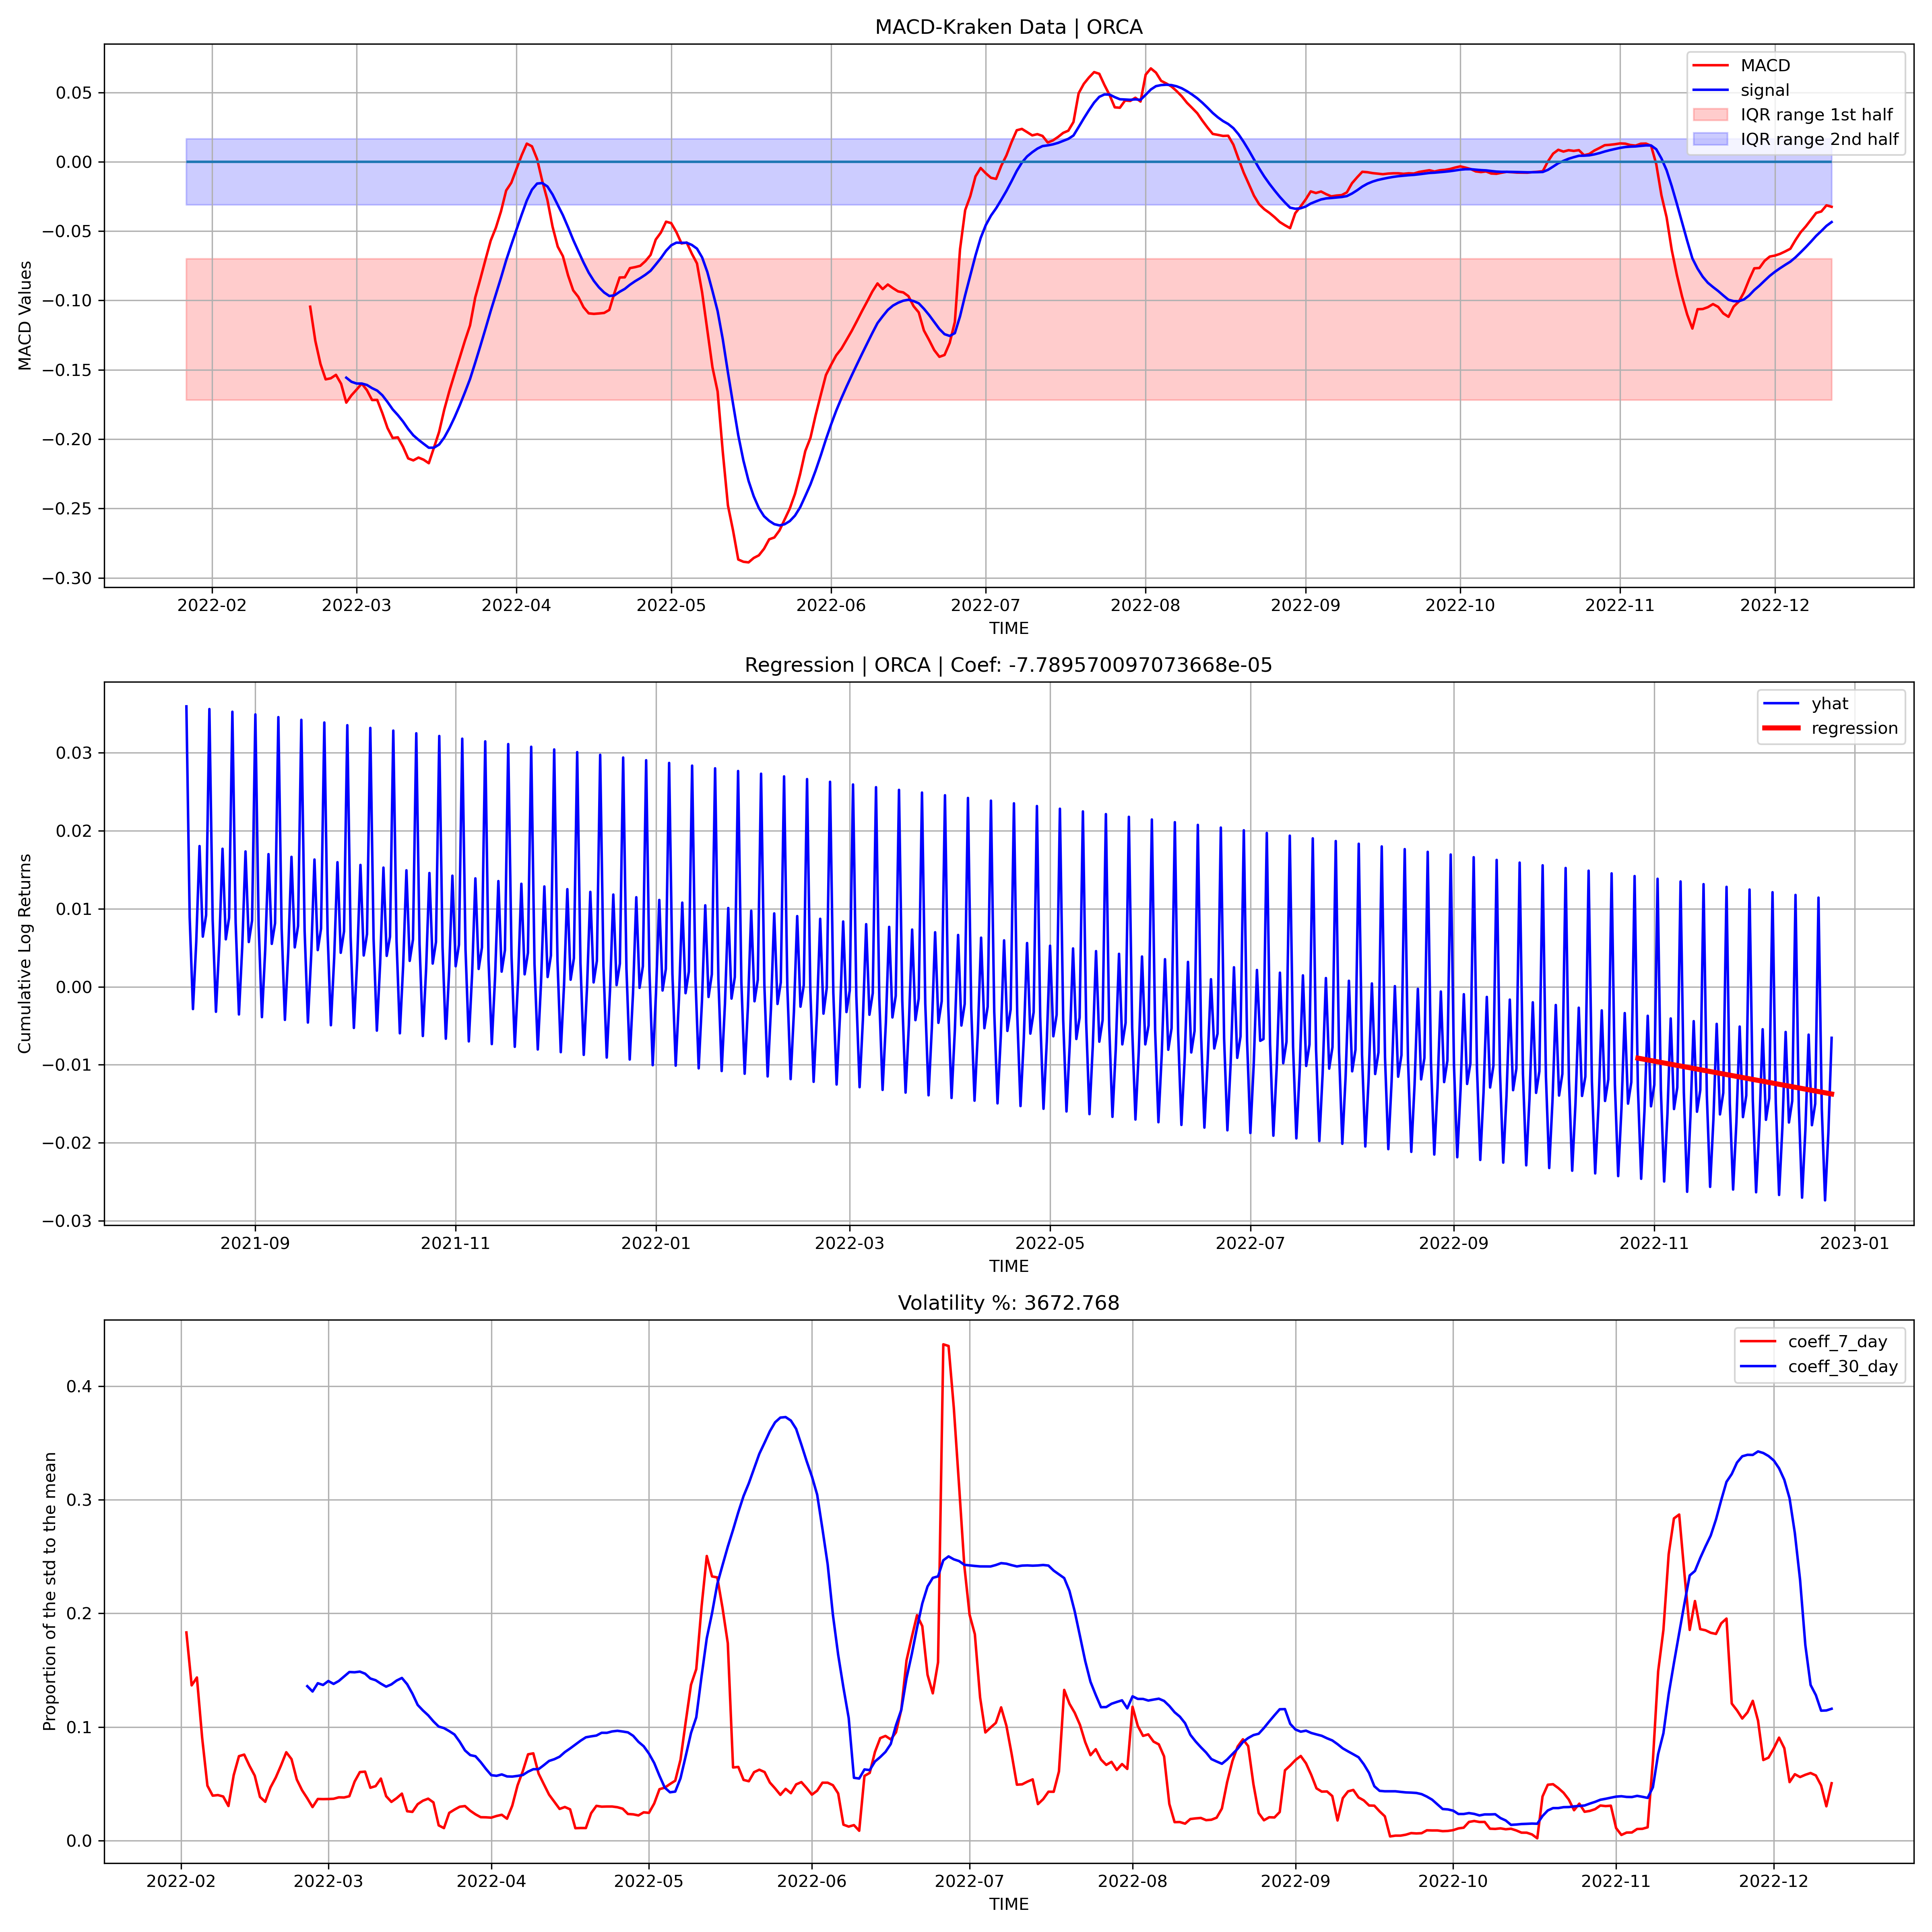 MACD-Kraken Data | ORCA
MACD
signal
IQR range 1st half
IQR range 2nd half
MACD Values
0.05
0.00
−0.05
−0.10
−0.15
−0.20
−0.25
−0.30
2022-02 2022-03 2022-04 2022-05 2022-06 2022-07 2022-08 2022-09 2022-10 2022-11 2022-12
TIME
Regression | ORCA | Coef: -7.789570097073668e-05
yhat
regression
Cumulative Log Returns
0.03
0.02
0.01
0.00
−0.01
−0.02
−0.03
2021-09 2021-11 2022-01 2022-03 2022-05 2022-07 2022-09 2022-11 2023-01
TIME
Volatility %: 3672.768
coeff_7_day
coeff_30_day
Proportion of the std to the mean
0.4
0.3
0.2
0.1
0.0
2022-02 2022-03 2022-04 2022-05 2022-06 2022-07 2022-08 2022-09 2022-10 2022-11 2022-12
TIME